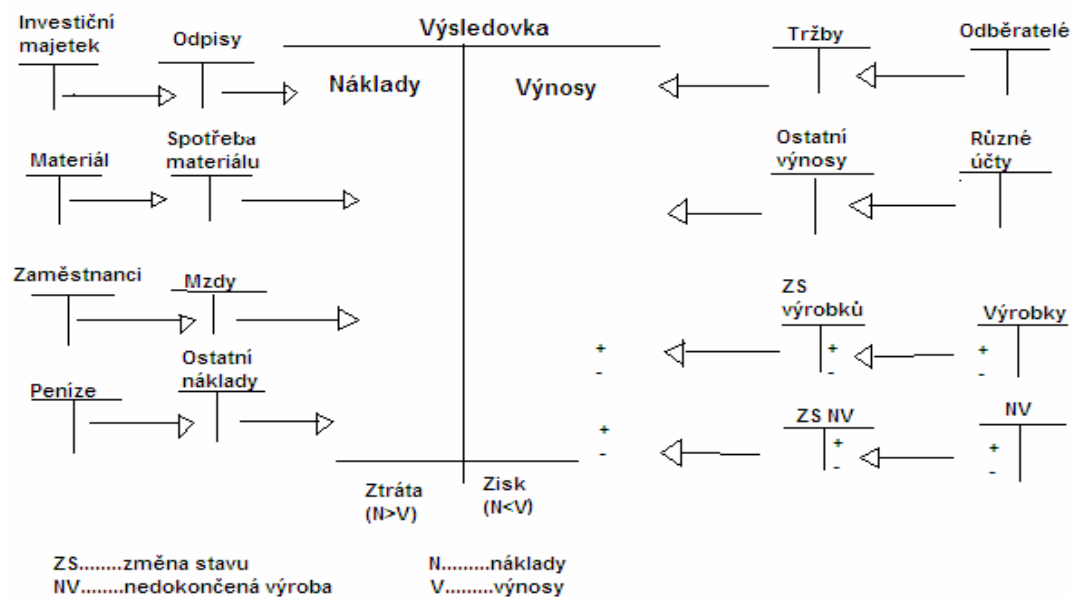 Investiční
majetek
Odpisy
Výsledovka
Tržby
Odběratelé
Náklady
Výnosy
Materiál
Spotřeba
materiálu
Ostatní
výnosy
Různé
účty
Zaměstnanci
Mzdy
ZS
výrobků
Výrobky
+
-
+
-
+
-
Peníze
Ostatní
náklady
ZS NV
NV
+
-
+
-
+
-
Ztráta
(N>V)
Zisk
(N<V)
ZS........změna stavu
N.........náklady
NV........nedokončená výroba
V.........výnosy